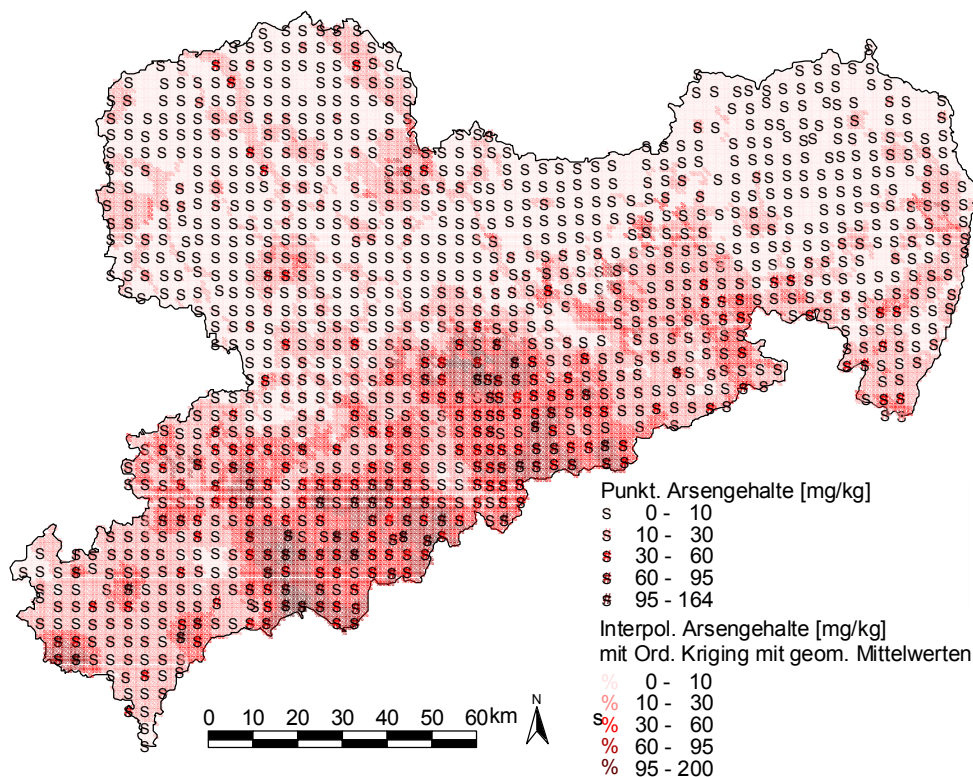 Punkt. Arsengehalte [mg/kg]
S 0 - 10
S 10 - 30
S 30 - 60
S 60 - 95
S 95 - 164
Interpol. Arsengehalte [mg/kg]
mit Ord. Kriging mit geom. Mittelwerten
% 0 - 10
% 10 - 30
% 30 - 60
% 60 - 95
% 95 - 200
N
0 10 20 30 40 50 60 km
S